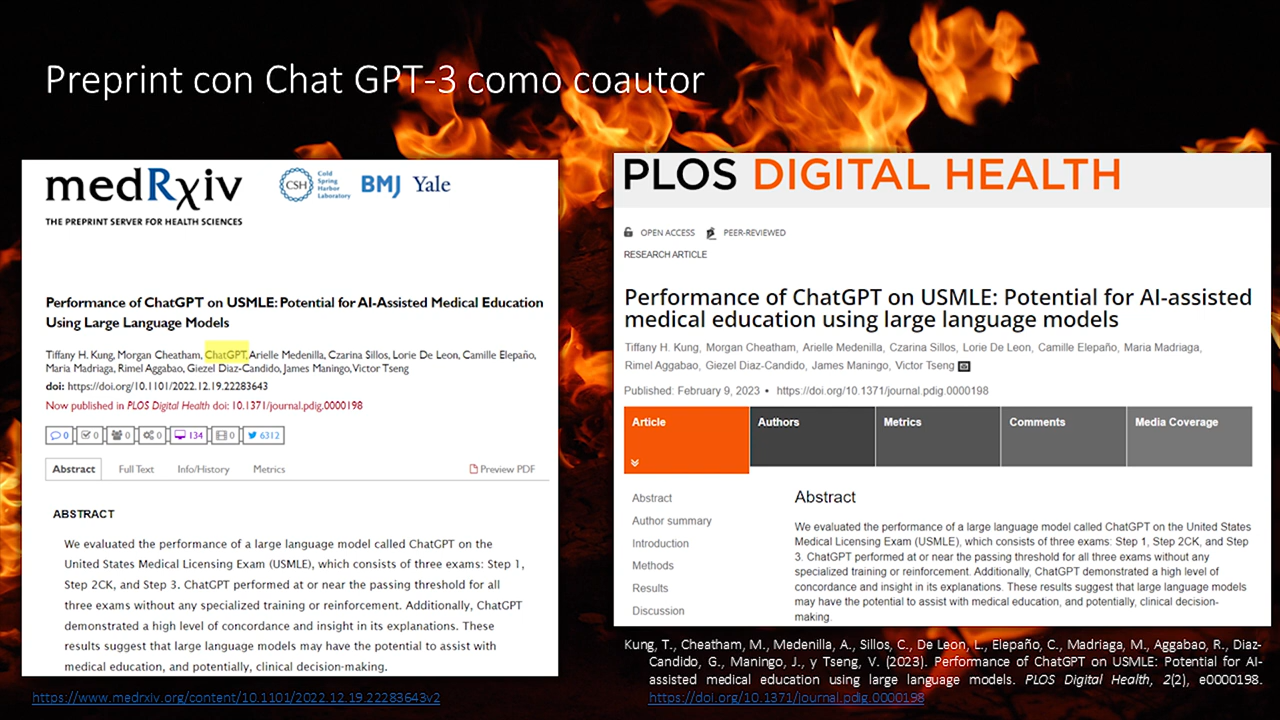 Preprint con Chat GPT-3 como coautor
medRxiv
THE PREPRINT SERVER FOR HEALTH SCIENCES
CSH Cold Spring Harbor Laboratory
BMJ Yale
Performance of ChatGPT on USMLE: Potential for AI-Assisted Medical Education
Using Large Language Models
Tiffany H. Kung, Morgan Cheatham, ChatGPT, Arielle Medenilla, Czarina Sillos, Lorie De Leon, Camille Elepaño,
Maria Madriaga, Rimel Aggabao, Giezel Diaz-Candido, James Maningo, Victor Tseng
doi: https://doi.org/10.1101/2022.12.19.22283643
Now published in PLOS Digital Health doi: 10.1371/journal.pdig.0000198
0 0 0 0 134 0 6312
Abstract Full Text Info/History Metrics Preview PDF
ABSTRACT
We evaluated the performance of a large language model called ChatGPT on the
United States Medical Licensing Exam (USMLE), which consists of three exams: Step 1,
Step 2CK, and Step 3. ChatGPT performed at or near the passing threshold for all
three exams without any specialized training or reinforcement. Additionally, ChatGPT
demonstrated a high level of concordance and insight in its explanations. These
results suggest that large language models may have the potential to assist with
medical education, and potentially, clinical decision-making.
https://www.medrxiv.org/content/10.1101/2022.12.19.22283643v2
PLOS DIGITAL HEALTH
OPEN ACCESS PEER-REVIEWED
RESEARCH ARTICLE
Performance of ChatGPT on USMLE: Potential for AI-assisted
medical education using large language models
Tiffany H. Kung, Morgan Cheatham, Arielle Medenilla, Czarina Sillos, Lorie De Leon, Camille Elepaño, Maria Madriaga,
Rimel Aggabao, Giezel Diaz-Candido, James Maningo, Victor Tseng
Published: February 9, 2023 • https://doi.org/10.1371/journal.pdig.0000198
Article Authors Metrics Comments Media Coverage
Abstract
Author summary
Introduction
Methods
Results
Discussion
Abstract
We evaluated the performance of a large language model called ChatGPT on the United States
Medical Licensing Exam (USMLE), which consists of three exams: Step 1, Step 2CK, and Step
3. ChatGPT performed at or near the passing threshold for all three exams without any
specialized training or reinforcement. Additionally, ChatGPT demonstrated a high level of
concordance and insight in its explanations. These results suggest that large language models
may have the potential to assist with medical education, and potentially, clinical decision-
making.
Kung, T., Cheatham, M., Medenilla, A., Sillos, C., De Leon, L., Elepaño, C., Madriaga, M., Aggabao, R., Diaz-
Candido, G., Maningo, J., y Tseng, V. (2023). Performance of ChatGPT on USMLE: Potential for AI-
assisted medical education using large language models. PLOS Digital Health, 2(2), e0000198.
https://doi.org/10.1371/journal.pdig.0000198